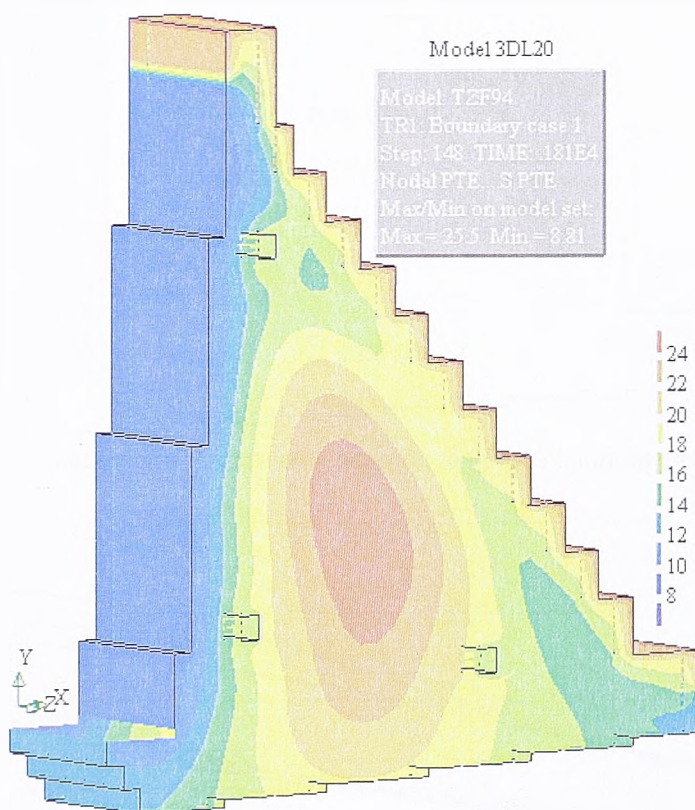 Model 3DL20
Model: TZF94
TR1: Boundary case 1
Step: 148 TIME: .181E4
Nodal PTE...S PTE
Max/Min on model set:
Max = 25.5 Min = 8.81
24
22
20
18
16
14
12
10
8
Y
Z X